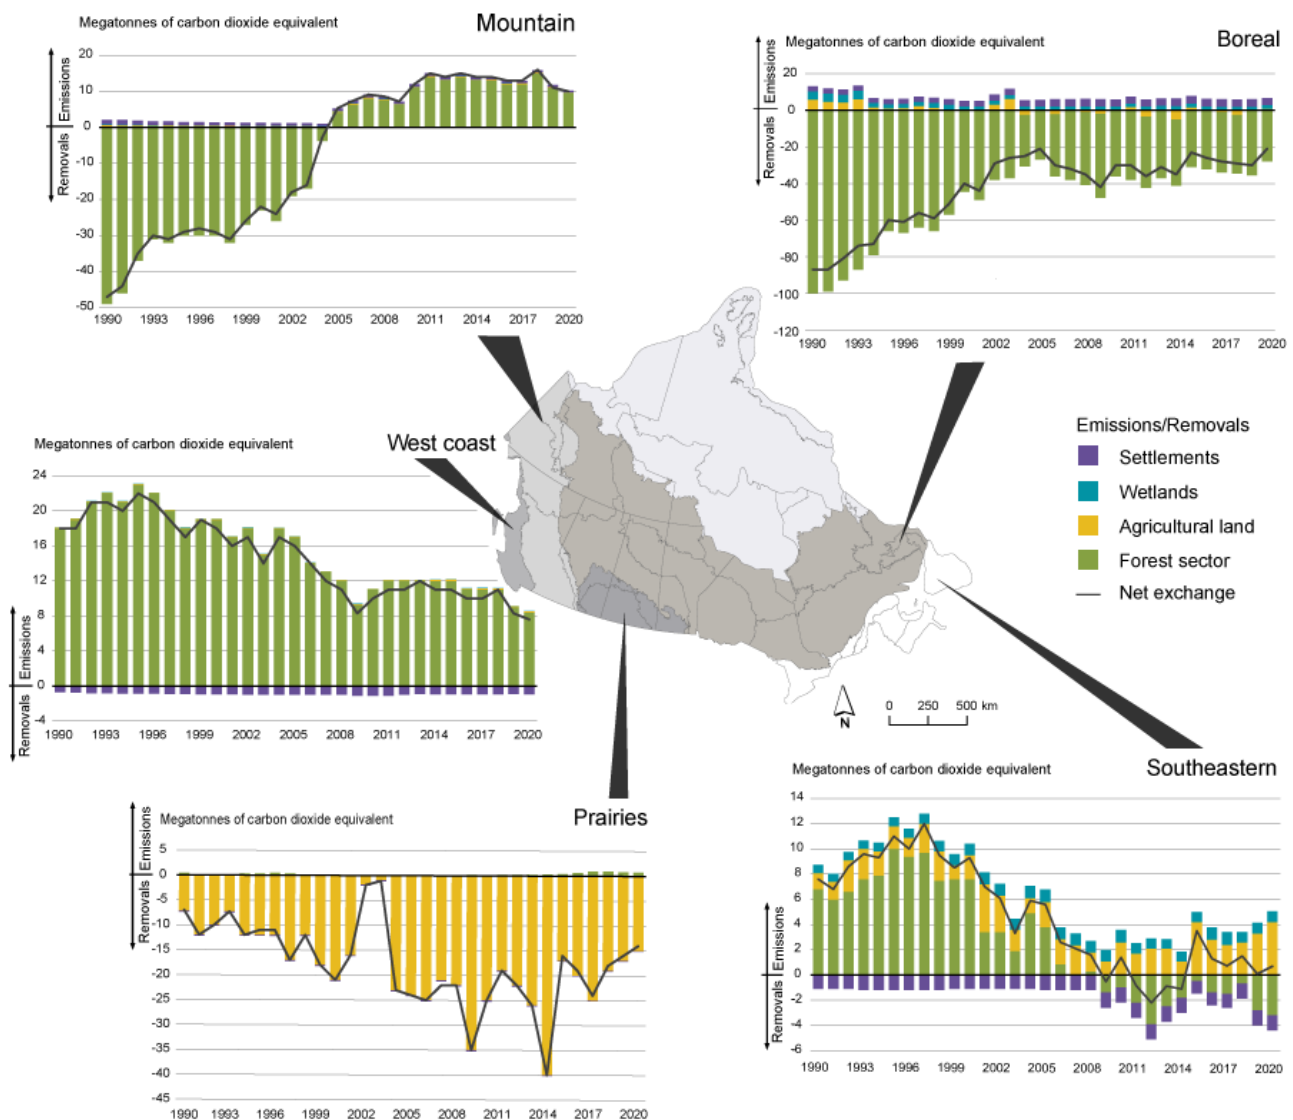 Mountain
Megatonnes of carbon dioxide equivalent
Emissions
Removals
20
10
0
-10
-20
-30
-40
-50
1990 1993 1996 1999 2002 2005 2008 2011 2014 2017 2020
Boreal
Megatonnes of carbon dioxide equivalent
Emissions
Removals
20
0
-20
-40
-60
-80
-100
-120
1990 1993 1996 1999 2002 2005 2008 2011 2014 2017 2020
West coast
Megatonnes of carbon dioxide equivalent
Emissions
Removals
24
20
16
12
8
4
0
-4
1990 1993 1996 1999 2002 2005 2008 2011 2014 2017 2020
Emissions/Removals
Settlements
Wetlands
Agricultural land
Forest sector
Net exchange
N
0 250 500 km
Prairies
Megatonnes of carbon dioxide equivalent
Emissions
Removals
5
0
-5
-10
-15
-20
-25
-30
-35
-40
-45
1990 1993 1996 1999 2002 2005 2008 2011 2014 2017 2020
Southeastern
Megatonnes of carbon dioxide equivalent
Emissions
Removals
14
12
10
8
6
4
2
0
-2
-4
-6
1990 1993 1996 1999 2002 2005 2008 2011 2014 2017 2020